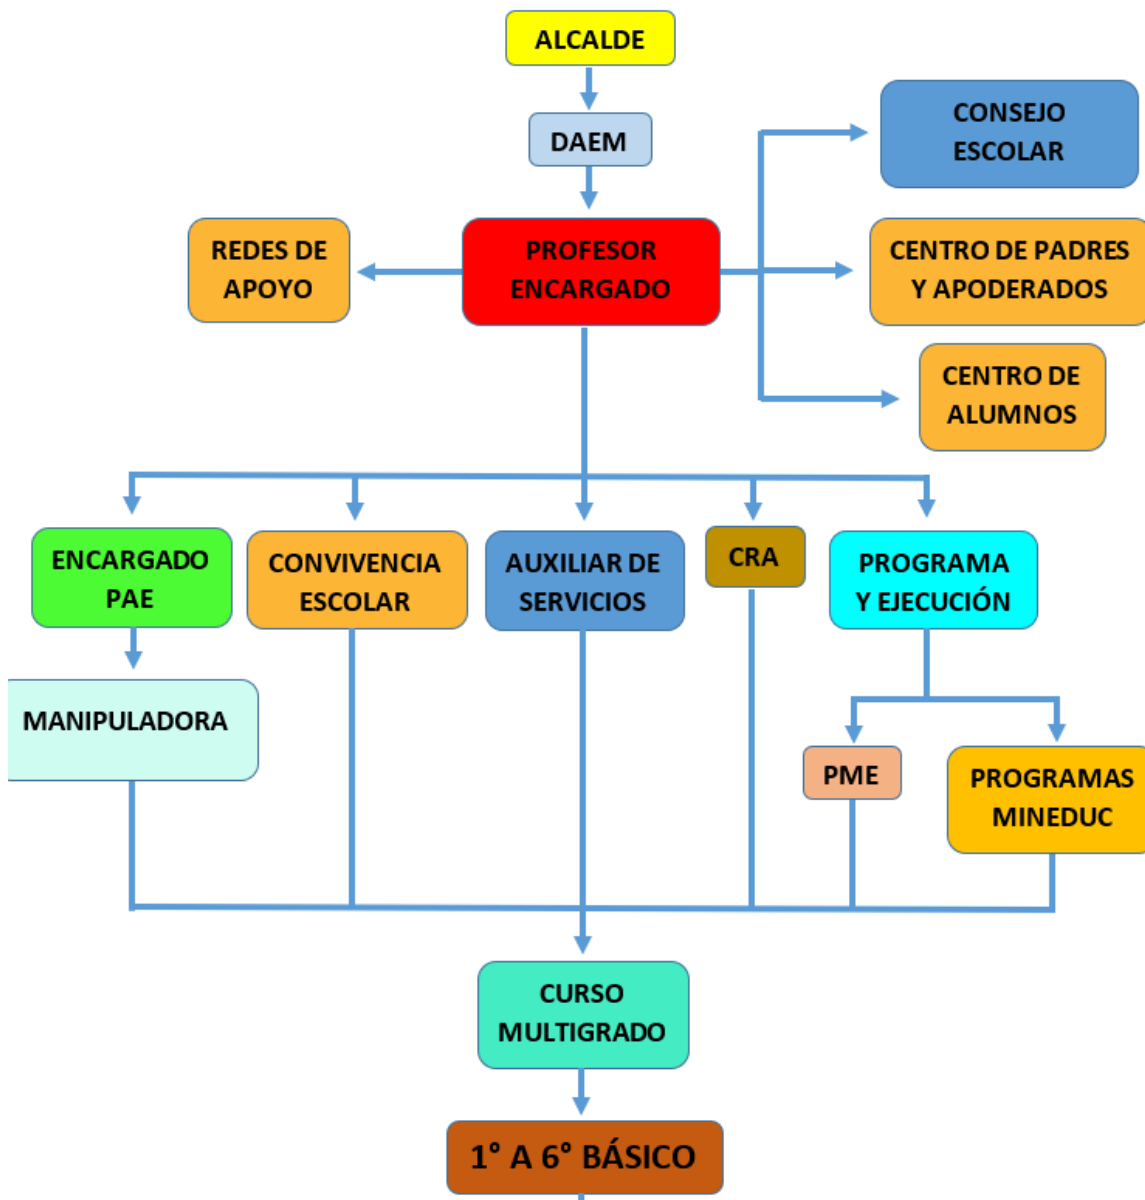 ALCALDE
DAEM
CONSEJO
ESCOLAR
REDES DE
APOYO
PROFESOR
ENCARGADO
CENTRO DE PADRES
Y APODERADOS
CENTRO DE
ALUMNOS
ENCARGADO
PAE
CONVIVENCIA
ESCOLAR
AUXILIAR DE
SERVICIOS
CRA
PROGRAMA
Y EJECUCIÓN
MANIPULADORA
PME
PROGRAMAS
MINEDUC
CURSO
MULTIGRADO
1° A 6° BÁSICO